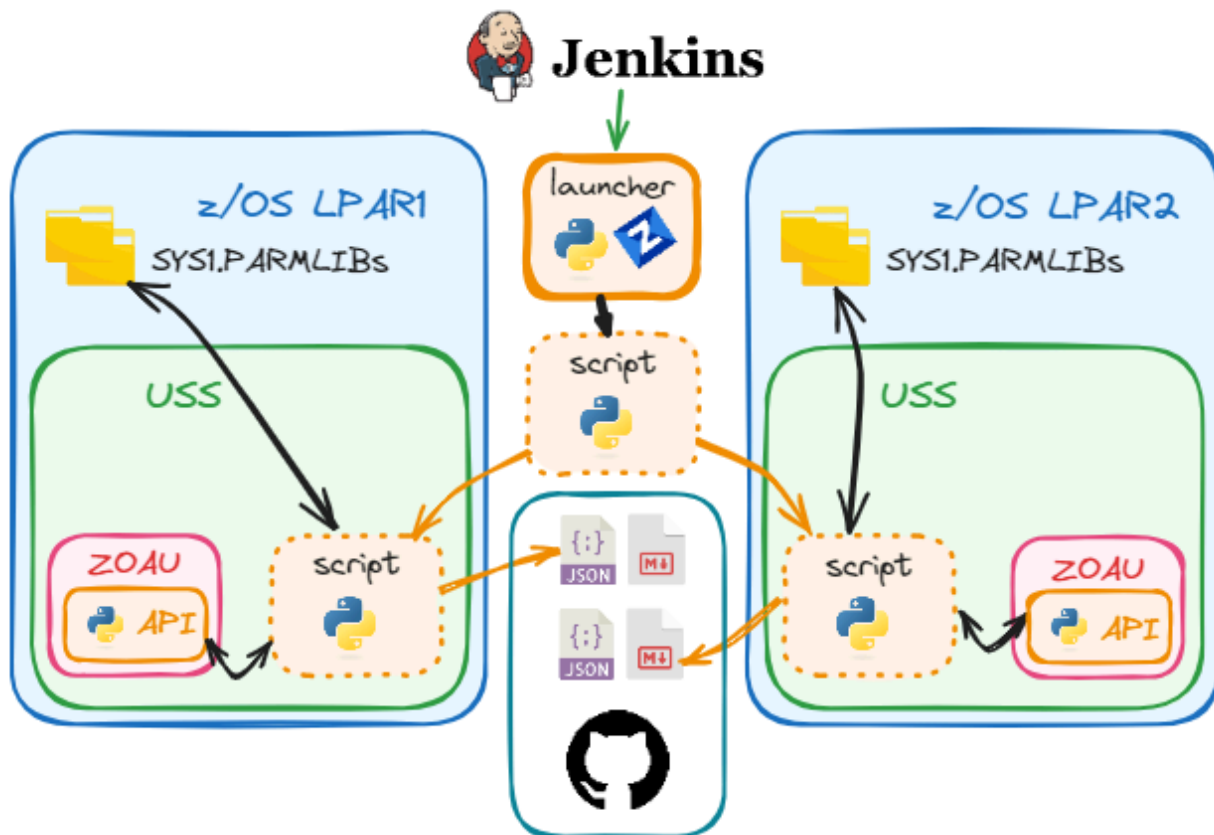 Jenkins
launcher
Z
z/OS LPAR1
SYS1.PARMLIBs
z/OS LPAR2
SYS1.PARMLIBs
script
USS
USS
ZOAU
API
script
{;}
JSON
M
{;}
JSON
M
script
ZOAU
API